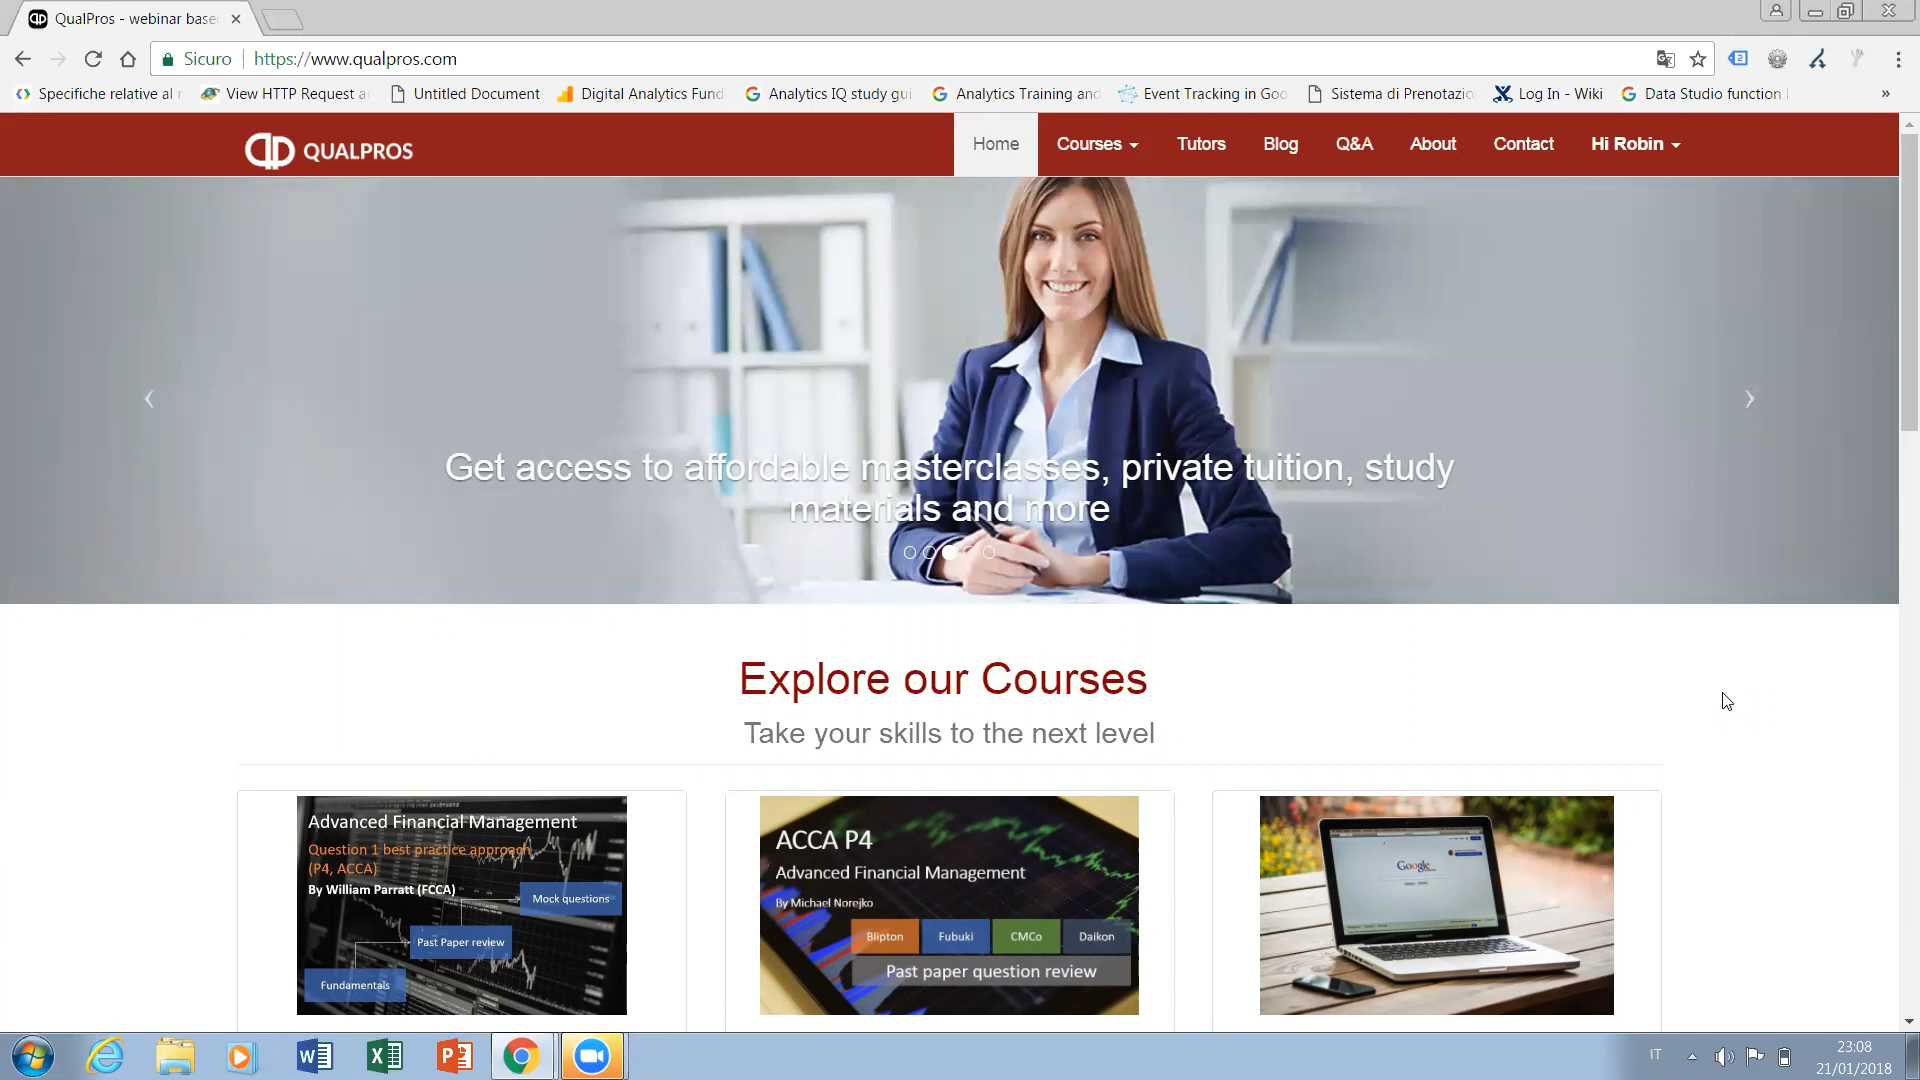 QualPros - webinar base
Sicuro
https://www.qualpros.com
Specifiche relative al
View HTTP Request a
Untitled Document
Digital Analytics Fund
Analytics IQ study gui
Analytics Training and
Event Tracking in Goo
Sistema di Prenotazio
Log In - Wiki
Data Studio function
»
QUALPROS
Home
Courses
Tutors
Blog
Q&A
About
Contact
Hi Robin
Get access to affordable masterclasses, private tuition, study
materials and more
Explore our Courses
Take your skills to the next level
Advanced Financial Management
Question 1 best practice approach
(P4, ACCA)
By William Parratt (FCCA)
Mock questions
Past Paper review
Fundamentals
ACCA P4
Advanced Financial Management
By Michael Norejko
Blipton
Fubuki
CMCo
Daikon
Past paper question review
Google
IT
23:08
21/01/2018